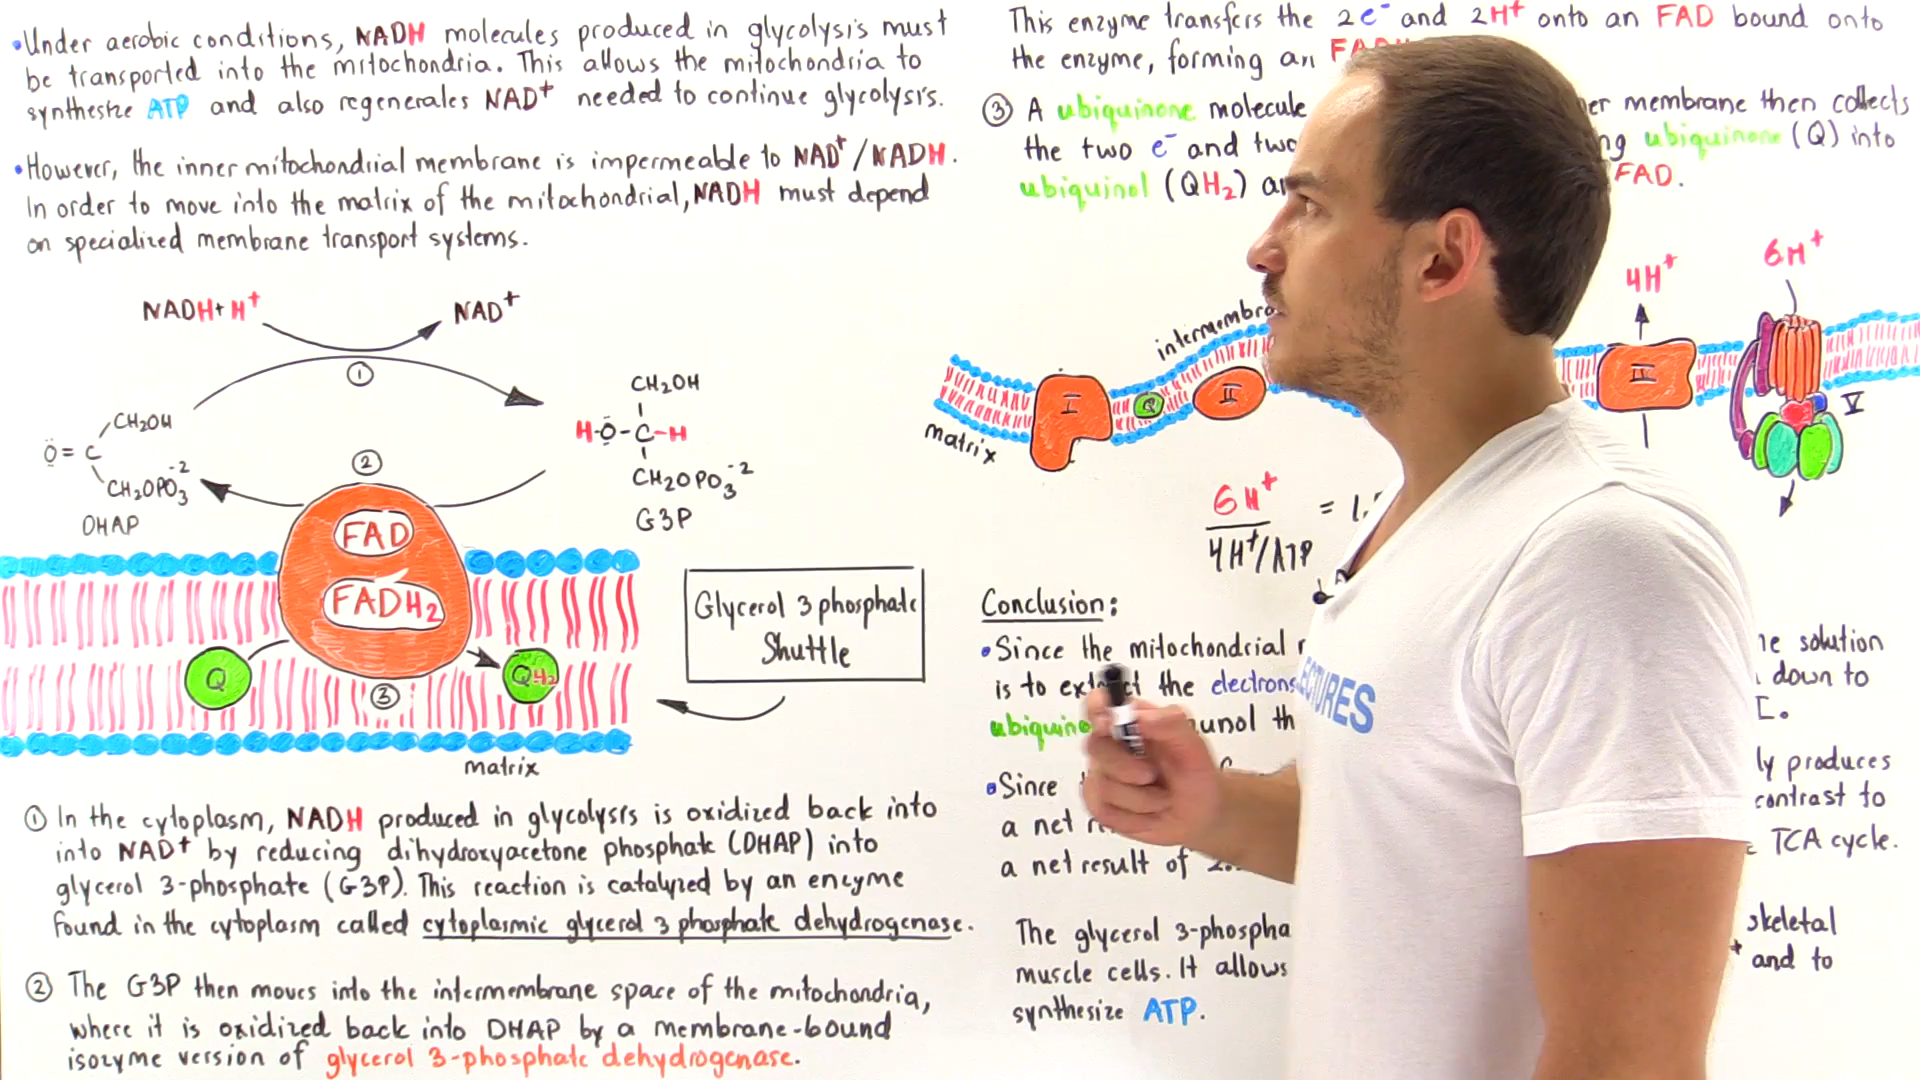 •Under aerobic conditions, NADH molecules produced in glycolysis must
be transported into the mitochondria. This allows the mitochondria to
synthesize ATP and also regenerates NAD+ needed to continue glycolysis.
•However, the inner mitochondrial membrane is impermeable to NAD+/NADH.
In order to move into the matrix of the mitochondrial, NADH must depend
on specialized membrane transport systems.
NADH+ H+
NAD+
①
CH2OH
Ö= C
CH2OPO3-2
DHAP
CH2OH
H-Ö-C-H
CH2OPO3-2
G3P
②
FAD
FADH2
Q
QH2
③
matrix
Glycerol 3 phosphate
Shuttle
① In the cytoplasm, NADH produced in glycolysis is oxidized back into
into NAD+ by reducing dihydroxyacetone phosphate (DHAP) into
glycerol 3-phosphate (G3P). This reaction is catalyzed by an enzyme
found in the cytoplasm called cytoplasmic glycerol 3 phosphate dehydrogenase.
② The G3P then moves into the intermembrane space of the mitochondria,
where it is oxidized back into DHAP by a membrane-bound
isozyme version of glycerol 3-phosphate dehydrogenase.
This enzyme transfers the 2e- and 2H+ onto an FAD bound onto
the enzyme, forming an
③ A ubiquinone molecule er membrane then collects
the two e- and two ng ubiquinone (Q) into
ubiquinol (QH2) FAD.
4H+
6H+
intermembra
I
Q
II
IV
V
matrix
6H+
4H+/ATP
= 1.
Conclusion:
•Since the mitochondrial he solution
is to extract the electrons down to
ubiquino unol th I.
•Since ly produces
a net contrast to
a net result of 2. TCA cycle.
The glycerol 3-phospha skeletal
muscle cells. It allows + and to
synthesize ATP.
ECTURES